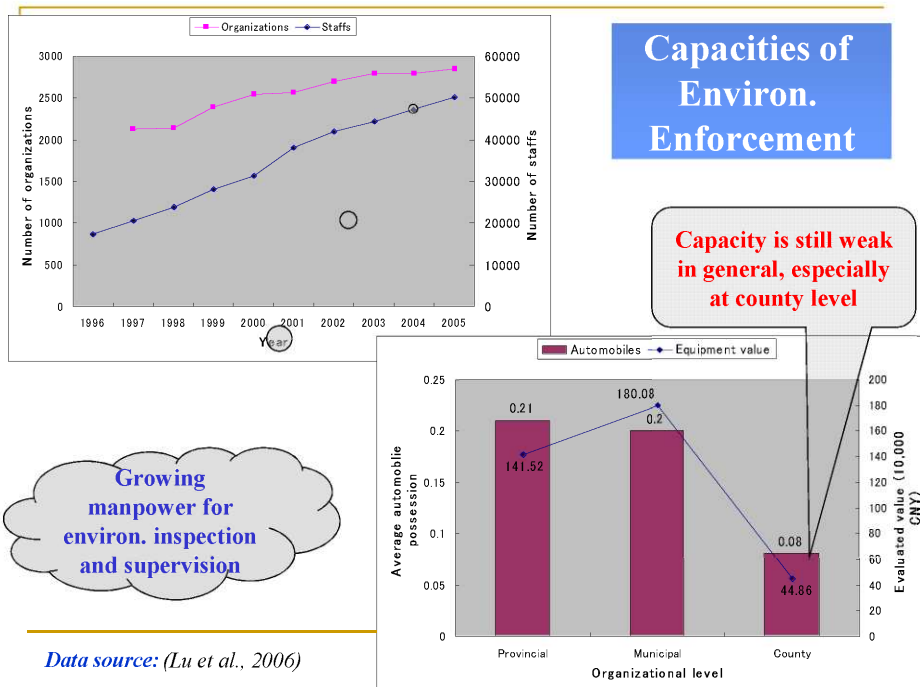 Organizations
Staffs
3000
2500
2000
1500
1000
500
0
Number of organizations
60000
50000
40000
30000
20000
10000
0
Number of staffs
1996 1997 1998 1999 2000 2001 2002 2003 2004 2005
Year
Capacities of
Environ.
Enforcement
Capacity is still weak
in general, especially
at county level
Growing
manpower for
environ. inspection
and supervision
Automobiles
Equipment value
0.25
0.2
0.15
0.1
0.05
0
Average automoblie
possession
200
180
160
140
120
100
80
60
40
20
0
Evaluated value (10,000
CNY)
0.21
180.08
0.2
141.52
0.08
44.86
Provincial Municipal County
Organizational level
Data source: (Lu et al., 2006)